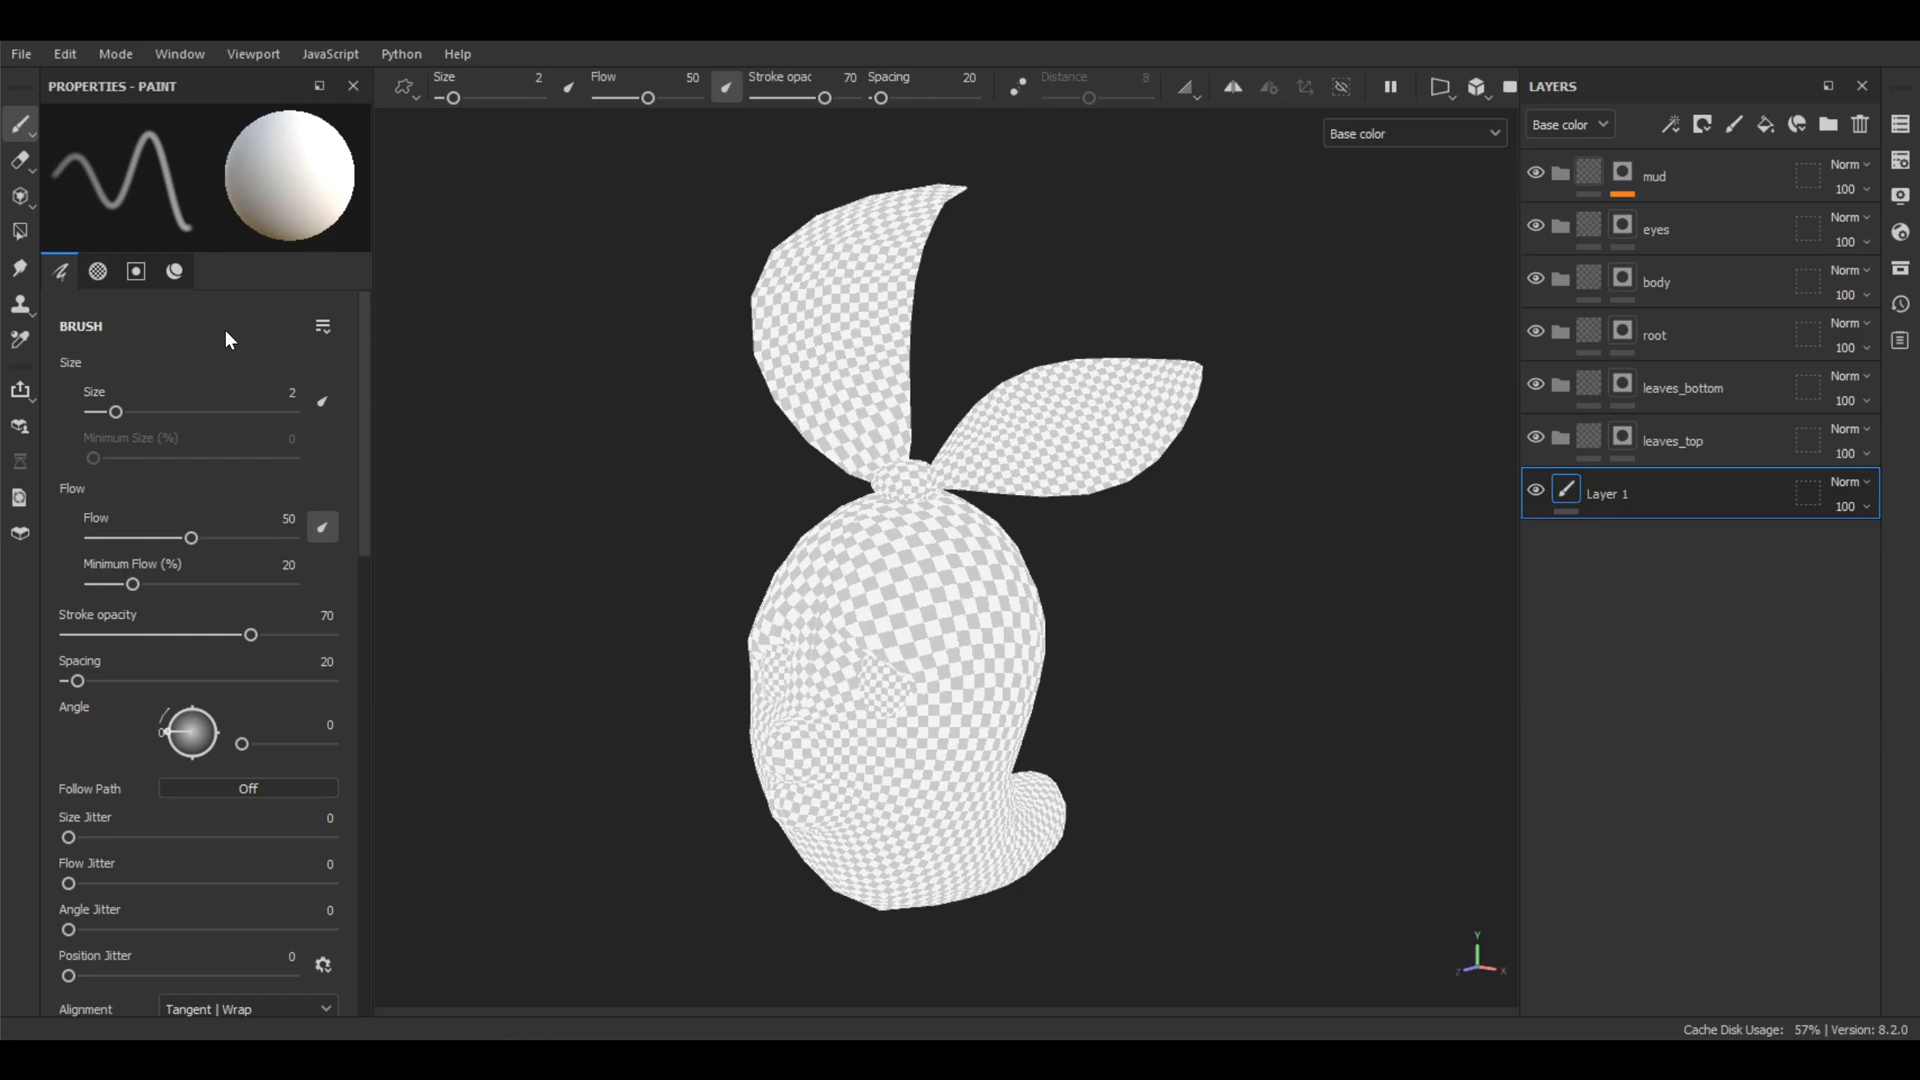 File Edit Mode Window Viewport JavaScript Python Help
PROPERTIES - PAINT
Size 2 Flow 50 Stroke opac 70 Spacing 20 Distance 8
Base color
BRUSH
Size
Size 2
Minimum Size (%) 0
Flow
Flow 50
Minimum Flow (%) 20
Stroke opacity 70
Spacing 20
Angle
0 0
Follow Path Off
Size Jitter 0
Flow Jitter 0
Angle Jitter 0
Position Jitter 0
Alignment Tangent | Wrap
Y
Z X
LAYERS
Base color
mud Norm
100
eyes Norm
100
body Norm
100
root Norm
100
leaves_bottom Norm
100
leaves_top Norm
100
Layer 1 Norm
100
Cache Disk Usage: 57% | Version: 8.2.0